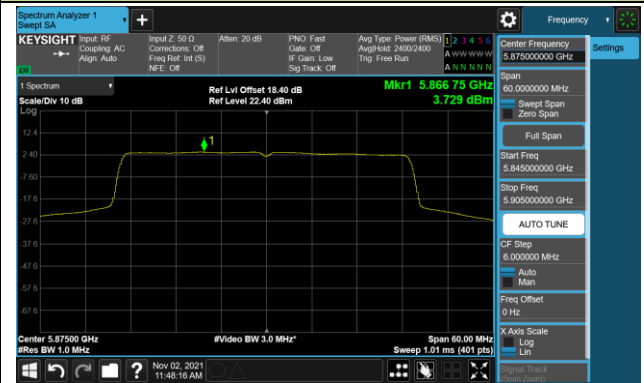 Spectrum Analyzer 1
Swept SA
+
Frequency
KEYSIGHT
Input: RF
Coupling: AC
Align: Auto
Input Z: 50 Ω
Corrections: Off
Freq Ref: Int (S)
NFE: Off
Atten: 20 dB
PNO: Fast
Gate: Off
IF Gain: Low
Sig Track: Off
Avg Type: Power (RMS)
Avg|Hold: 2400/2400
Trig: Free Run
1 2 3 4 5 6
A W W W W W
A N N N N N
1 Spectrum
Scale/Div 10 dB
Log
Ref Lvl Offset 18.40 dB
Ref Level 22.40 dBm
Mkr1 5.866 75 GHz
3.729 dBm
12.4
2.40
-7.60
-17.6
-27.6
-37.6
-47.6
-57.6
-67.6
1
Center 5.87500 GHz
#Res BW 1.0 MHz
#Video BW 3.0 MHz*
Span 60.00 MHz
Sweep 1.01 ms (401 pts)
Center Frequency
5.875000000 GHz
Settings
Span
60.0000000 MHz
Swept Span
Zero Span
Full Span
Start Freq
5.845000000 GHz
Stop Freq
5.905000000 GHz
AUTO TUNE
CF Step
6.000000 MHz
Auto
Man
Freq Offset
0 Hz
X Axis Scale
Log
Lin
Signal Track
(Span Zoom)
?
Nov 02, 2021
11:48:16 AM